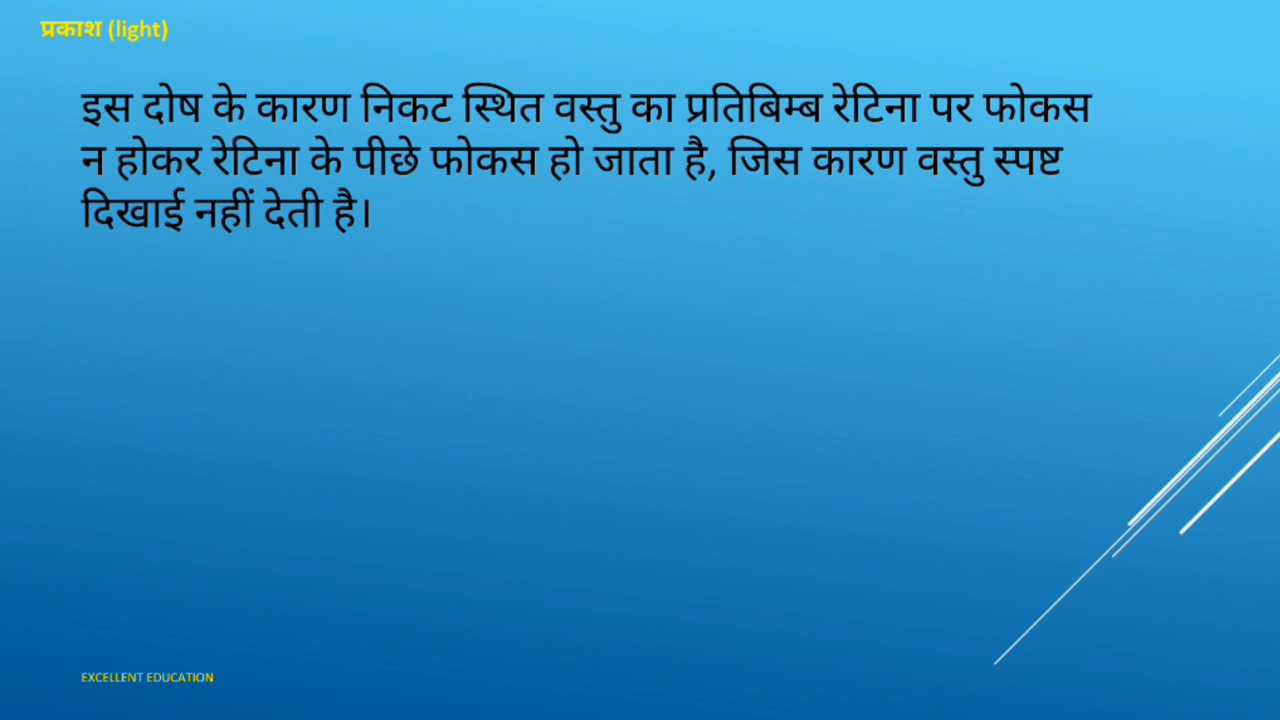 प्रकाश (light)
इस दोष के कारण निकट स्थित वस्तु का प्रतिबिम्ब रेटिना पर फोकस
न होकर रेटिना के पीछे फोकस हो जाता है, जिस कारण वस्तु स्पष्ट
दिखाई नहीं देती है।
EXCELLENT EDUCATION